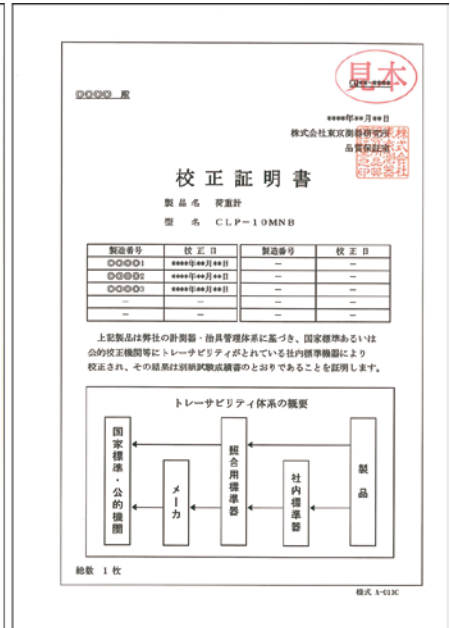 見本
〇〇〇〇 殿
****年**月**日
株式会社東京測器研究所
品質保証室
校正証明書
製品名 荷重計
型名 CLP-10MNB
製造番号 校正日 製造番号 校正日
〇〇〇〇1 ****年**月**日 － －
〇〇〇〇2 ****年**月**日 － －
〇〇〇〇3 ****年**月**日 － －
－ － － －
－ － － －
上記製品は弊社の計測器・治具管理体系に基づき、国家標準あるいは
公的校正機関等にトレーサビリティがとれている社内標準機器により
校正され、その結果は別紙試験成績書のとおりであることを証明します。
トレーサビリティ体系の概要
国家標準・公的機関
メーカ
照合用標準器
社内標準器
製品
総数 1 枚
様式 A-013C